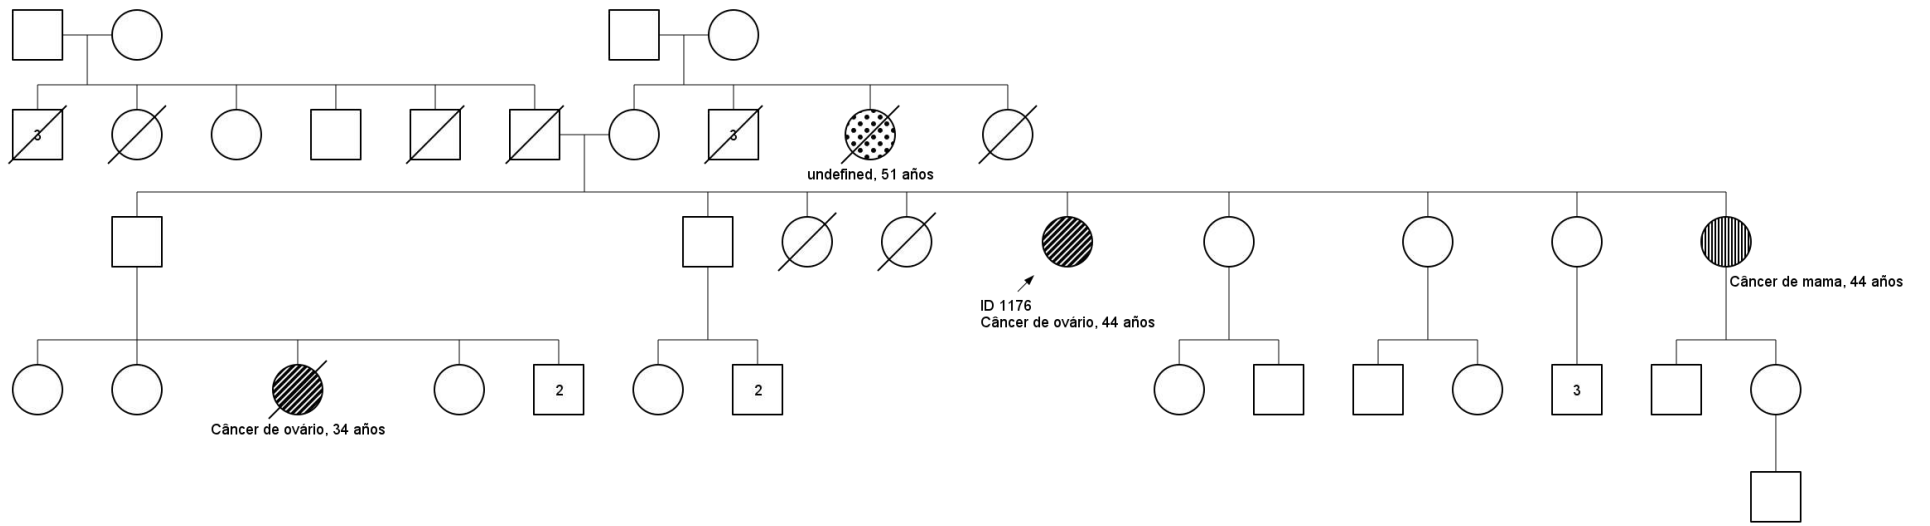 3
3
undefined, 51 años
Câncer de mama, 44 años
ID 1176
Câncer de ovário, 44 años
2
2
3
Câncer de ovário, 34 años